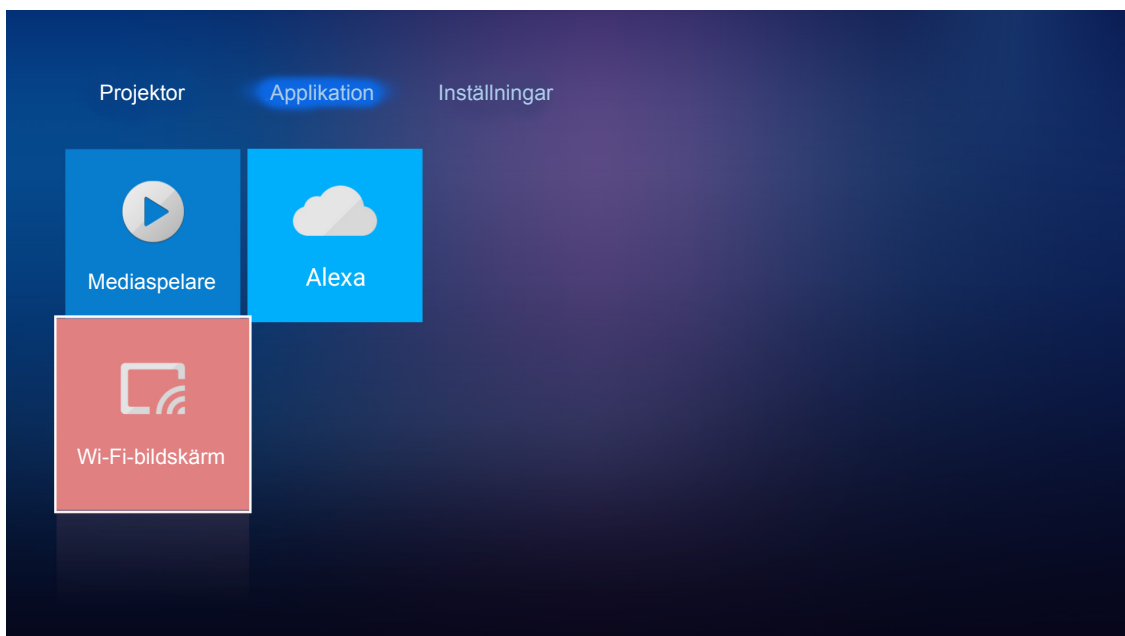 Projektor
Applikation
Inställningar
Mediaspelare
Alexa
Wi-Fi-bildskärm